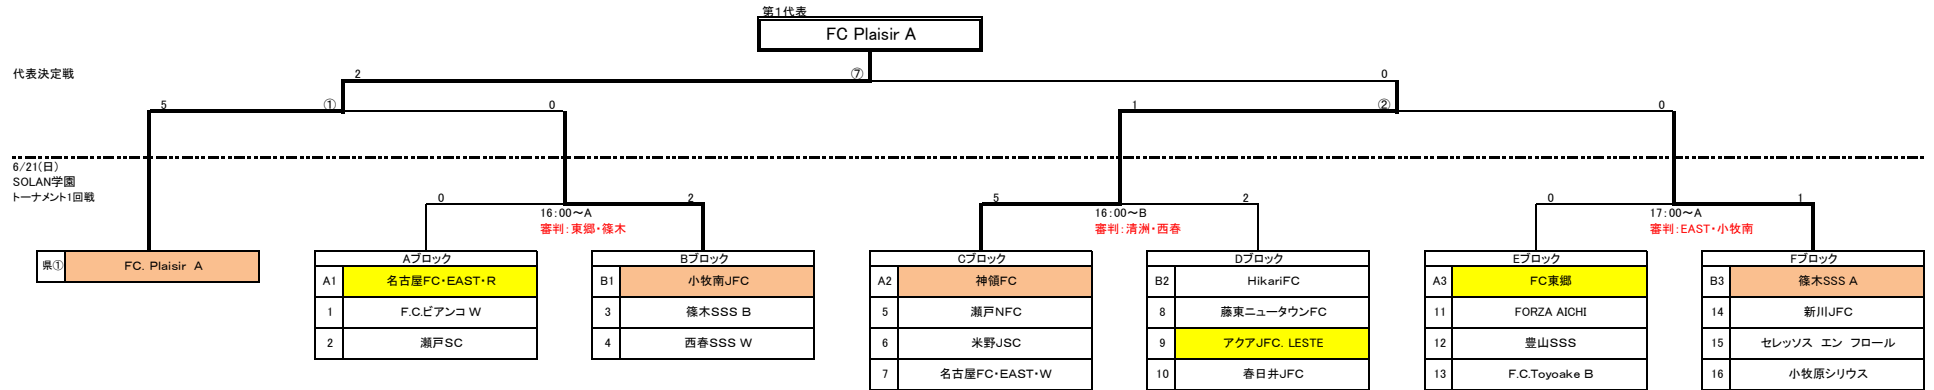 第1代表
FC Plaisir A
代表決定戦
2
⑦
0
5
①
0
1
②
0
6/21(日)
SOLAN学園
トーナメント1回戦
0
2
5
2
0
1
16:00~A
16:00~B
17:00~A
審判:東郷・篠木
審判:清洲・西春
審判:EAST・小牧南
県① FC. Plaisir A
Aブロック
A1 名古屋FC・EAST・R
1 F.C.ビアンコ W
2 瀬戸SC
Bブロック
B1 小牧南JFC
3 篠木SSS B
4 西春SSS W
Cブロック
A2 神領FC
5 瀬戸NFC
6 米野JSC
7 名古屋FC・EAST・W
Dブロック
B2 HikariFC
8 藤東ニュータウンFC
9 アクアJFC. LESTE
10 春日井JFC
Eブロック
A3 FC東郷
11 FORZA AICHI
12 豊山SSS
13 F.C.Toyoake B
Fブロック
B3 篠木SSS A
14 新川JFC
15 セレッソス エン フロール
16 小牧原シリウス